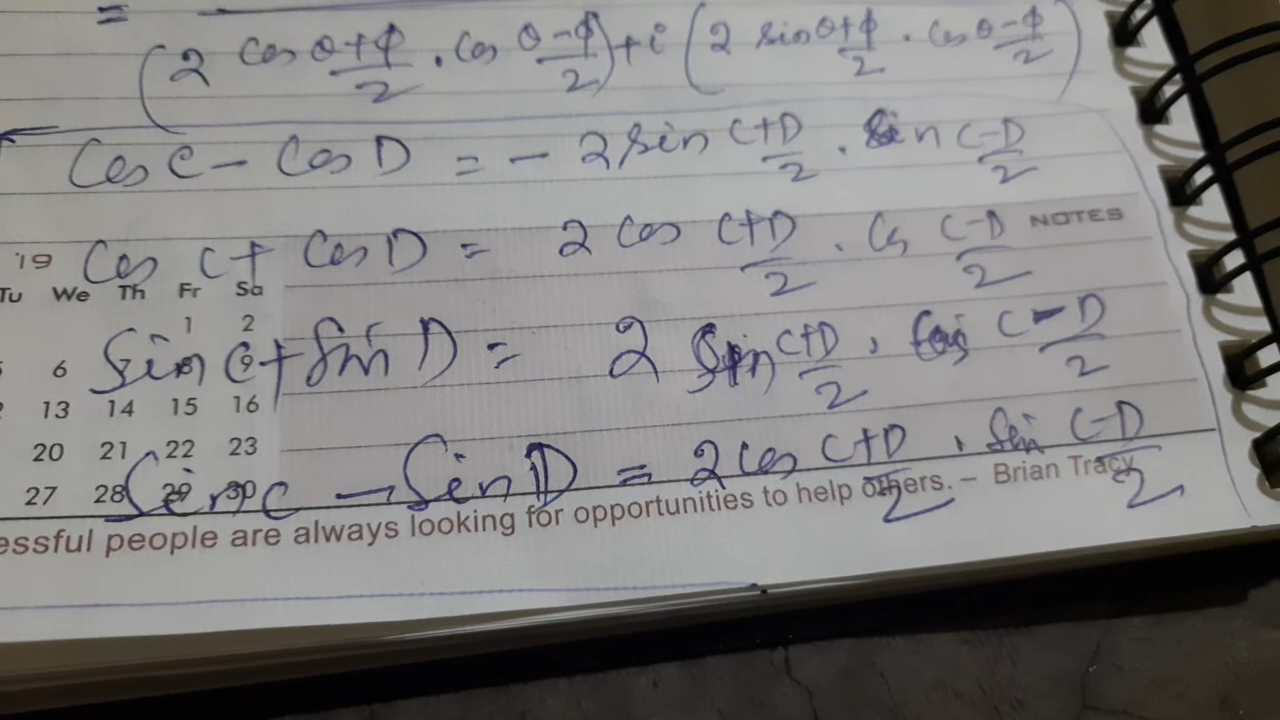 =
(2 cos θ+φ/2 . cos θ-φ/2) + i (2 sin θ+φ/2 . cos θ-φ/2)
Cos C - Cos D = - 2 sin C+D/2 . sin C-D/2
Cos C + Cos D = 2 cos C+D/2 . Cs C-D/2 NOTES
'19
Tu We Th Fr Sa
1 2
Sin C + Sin D = 2 Sin C+D/2 , Cos C-D/2
6
13 14 15 16
20 21 22 23
Sin C - Sin D = 2 cos C+D/2 , Sin C-D/2
27 28 29 30
essful people are always looking for opportunities to help others. – Brian Tracy